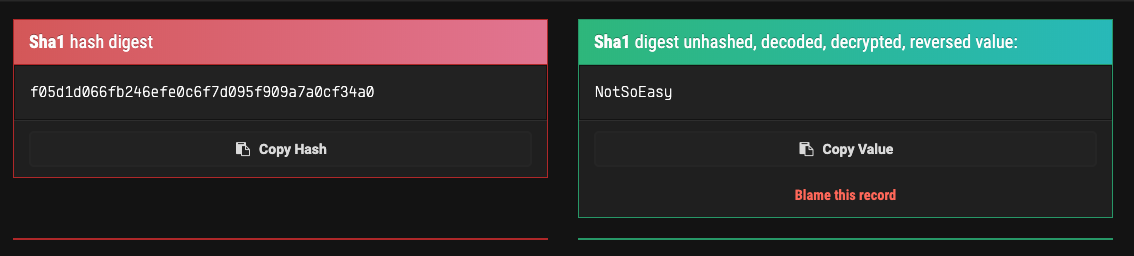 Sha1 hash digest
f05d1d066fb246efe0c6f7d095f909a7a0cf34a0
Copy Hash
Sha1 digest unhashed, decoded, decrypted, reversed value:
NotSoEasy
Copy Value
Blame this record